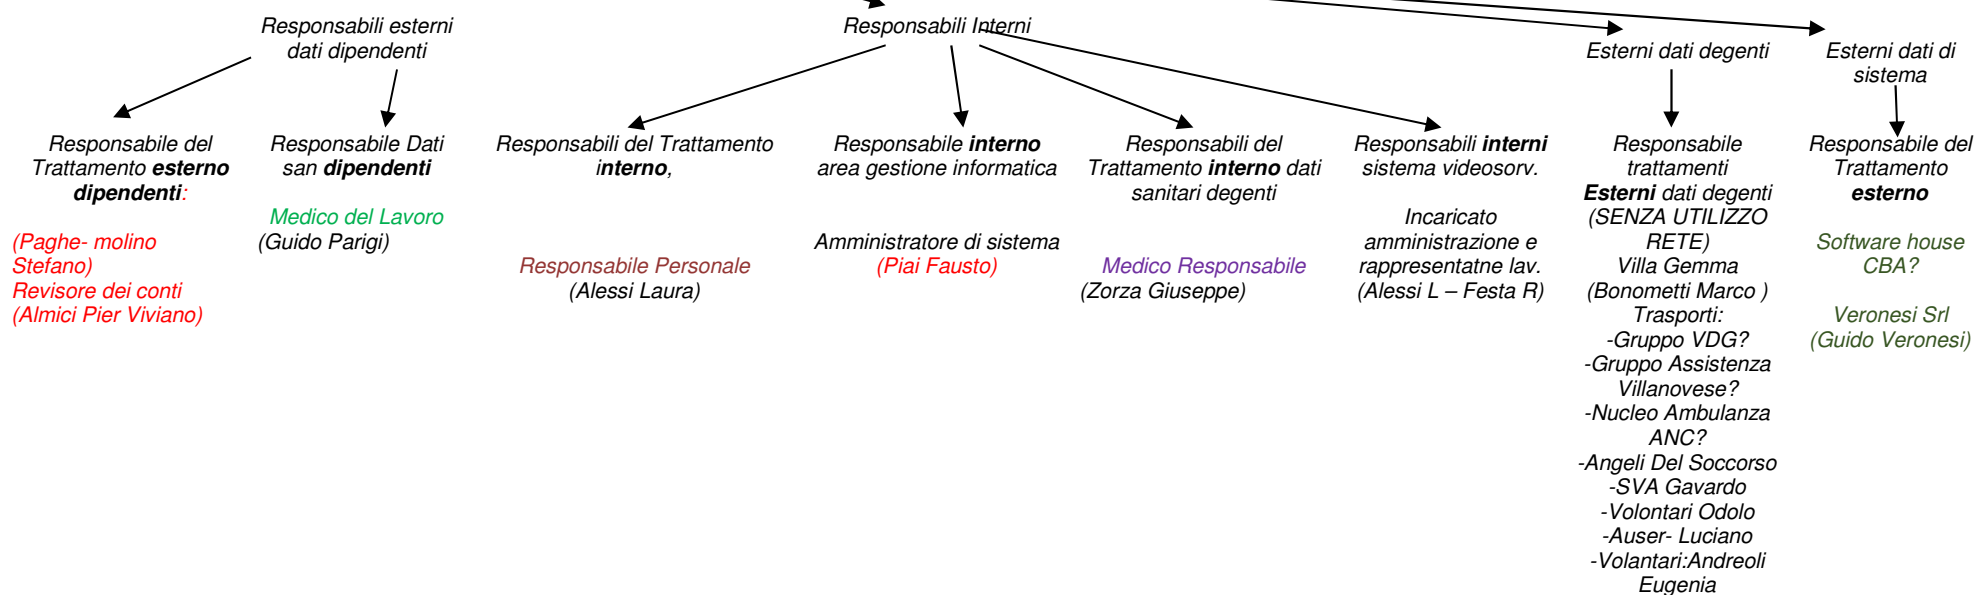 Responsabili esterni
dati dipendenti
Responsabili Interni
Esterni dati degenti
Esterni dati di
sistema
Responsabile del
Trattamento esterno
dipendenti:
(Paghe- molino
Stefano)
Revisore dei conti
(Almici Pier Viviano)
Responsabile Dati
san dipendenti
Medico del Lavoro
(Guido Parigi)
Responsabili del Trattamento
interno,
Responsabile Personale
(Alessi Laura)
Responsabile interno
area gestione informatica
Amministratore di sistema
(Piai Fausto)
Responsabili del
Trattamento interno dati
sanitari degenti
Medico Responsabile
(Zorza Giuseppe)
Responsabili interni
sistema videosorv.
Incaricato
amministrazione e
rappresentatne lav.
(Alessi L – Festa R)
Responsabile
trattamenti
Esterni dati degenti
(SENZA UTILIZZO
RETE)
Villa Gemma
(Bonometti Marco )
Trasporti:
-Gruppo VDG?
-Gruppo Assistenza
Villanovese?
-Nucleo Ambulanza
ANC?
-Angeli Del Soccorso
-SVA Gavardo
-Volontari Odolo
-Auser- Luciano
-Volantari:Andreoli
Eugenia
Responsabile del
Trattamento
esterno
Software house
CBA?
Veronesi Srl
(Guido Veronesi)